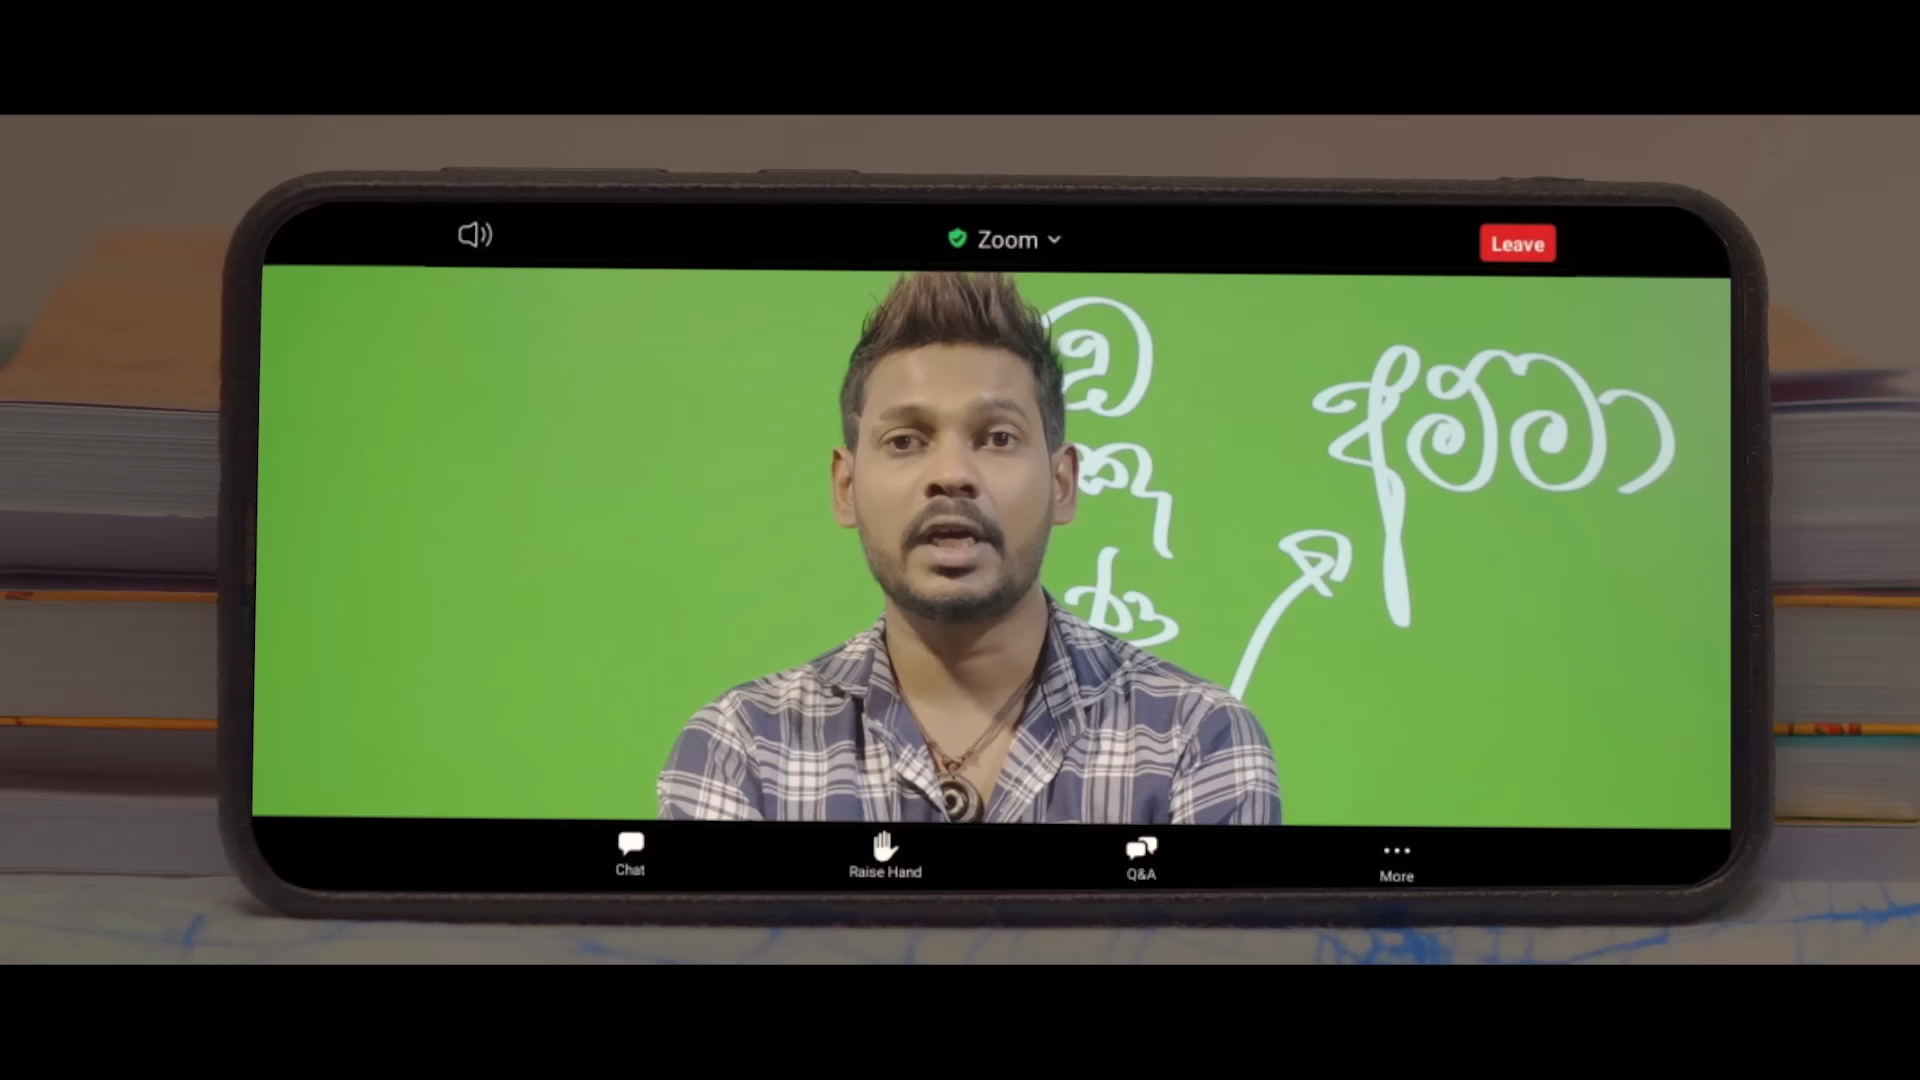 Zoom
Leave
අම්මා
Chat
Raise Hand
Q&A
More